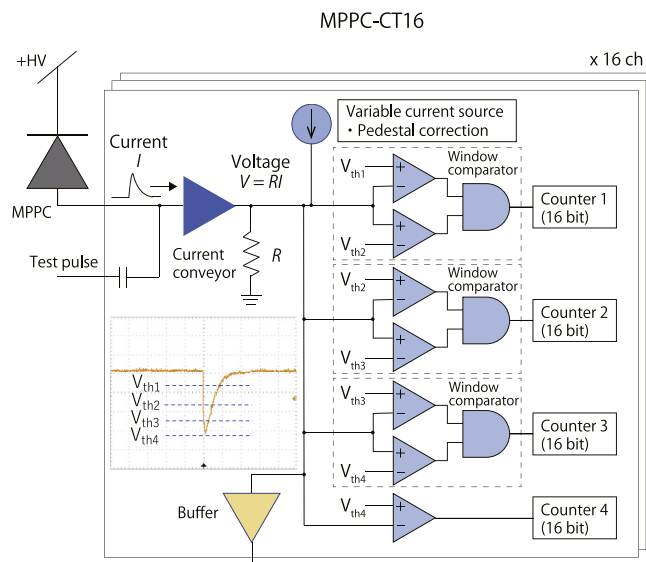 MPPC-CT16
x 16 ch
+HV
Variable current source
・Pedestal correction
Current
I
Voltage
V = RI
MPPC
Current
conveyor
R
Test pulse
Vth1
Vth2
Window
comparator
Counter 1
(16 bit)
Vth2
Vth3
Window
comparator
Counter 2
(16 bit)
Vth3
Vth4
Window
comparator
Counter 3
(16 bit)
Vth4
Counter 4
(16 bit)
Vth1
Vth2
Vth3
Vth4
Buffer
+
−
+
−
+
−
+
−
+
−
+
−
+
−